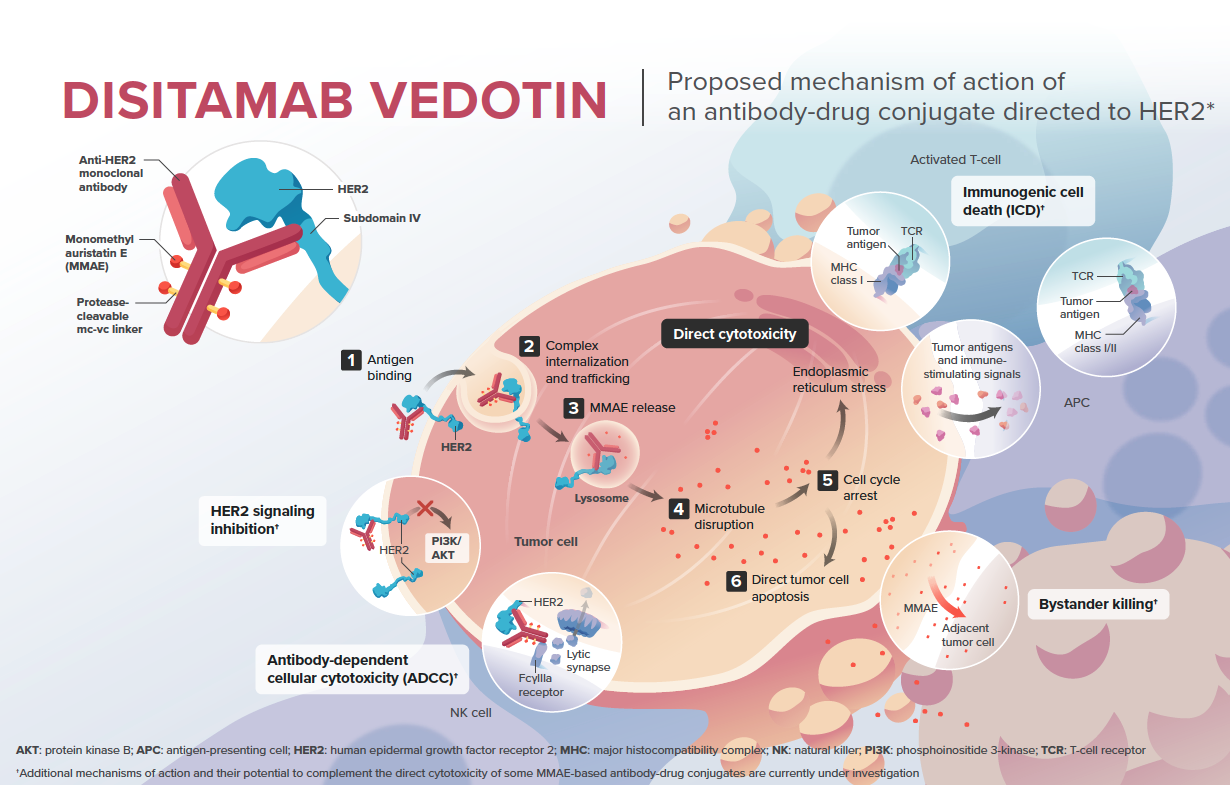 DISITAMAB VEDOTIN
Proposed mechanism of action of
an antibody-drug conjugate directed to HER2*
Anti-HER2
monoclonal
antibody
HER2
Subdomain IV
Monomethyl
auristatin E
(MMAE)
Protease-
cleavable
mc-vc linker
Activated T-cell
Immunogenic cell
death (ICD)†
Tumor
antigen
TCR
MHC
class I
TCR
Tumor
antigen
MHC
class I/II
APC
Tumor antigens
and immune-
stimulating signals
Direct cytotoxicity
1 Antigen
binding
HER2
2 Complex
internalization
and trafficking
3 MMAE release
Lysosome
4 Microtubule
disruption
Endoplasmic
reticulum stress
5 Cell cycle
arrest
6 Direct tumor cell
apoptosis
Tumor cell
HER2 signaling
inhibition†
HER2
PI3K/
AKT
Antibody-dependent
cellular cytotoxicity (ADCC)†
HER2
Lytic
synapse
FcγIIIa
receptor
NK cell
MMAE
Adjacent
tumor cell
Bystander killing†
AKT: protein kinase B; APC: antigen-presenting cell; HER2: human epidermal growth factor receptor 2; MHC: major histocompatibility complex; NK: natural killer; PI3K: phosphoinositide 3-kinase; TCR: T-cell receptor
†Additional mechanisms of action and their potential to complement the direct cytotoxicity of some MMAE-based antibody-drug conjugates are currently under investigation